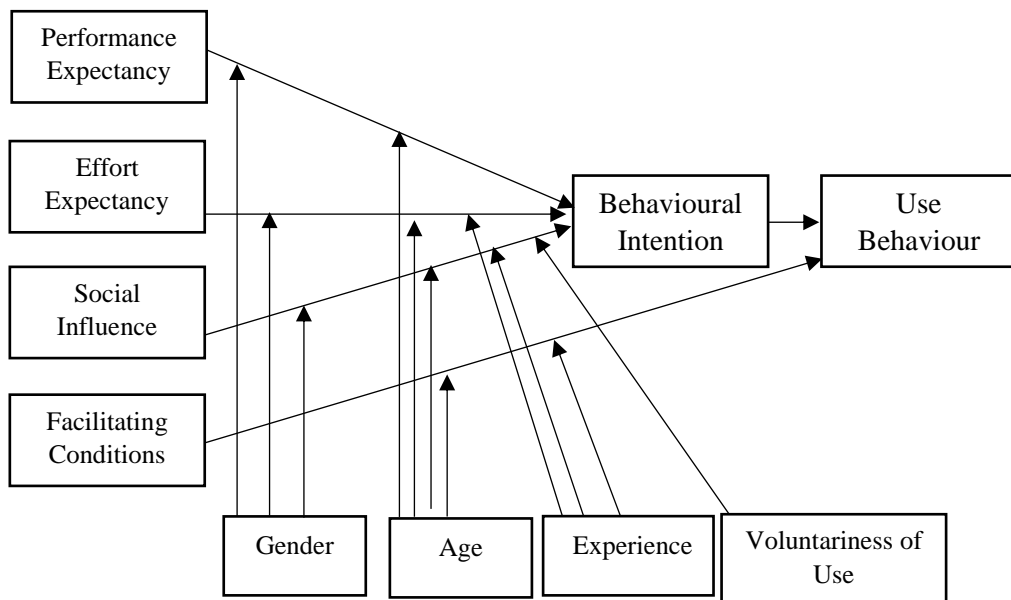 Performance
Expectancy
Effort
Expectancy
Social
Influence
Facilitating
Conditions
Behavioural
Intention
Use
Behaviour
Gender
Age
Experience
Voluntariness of
Use